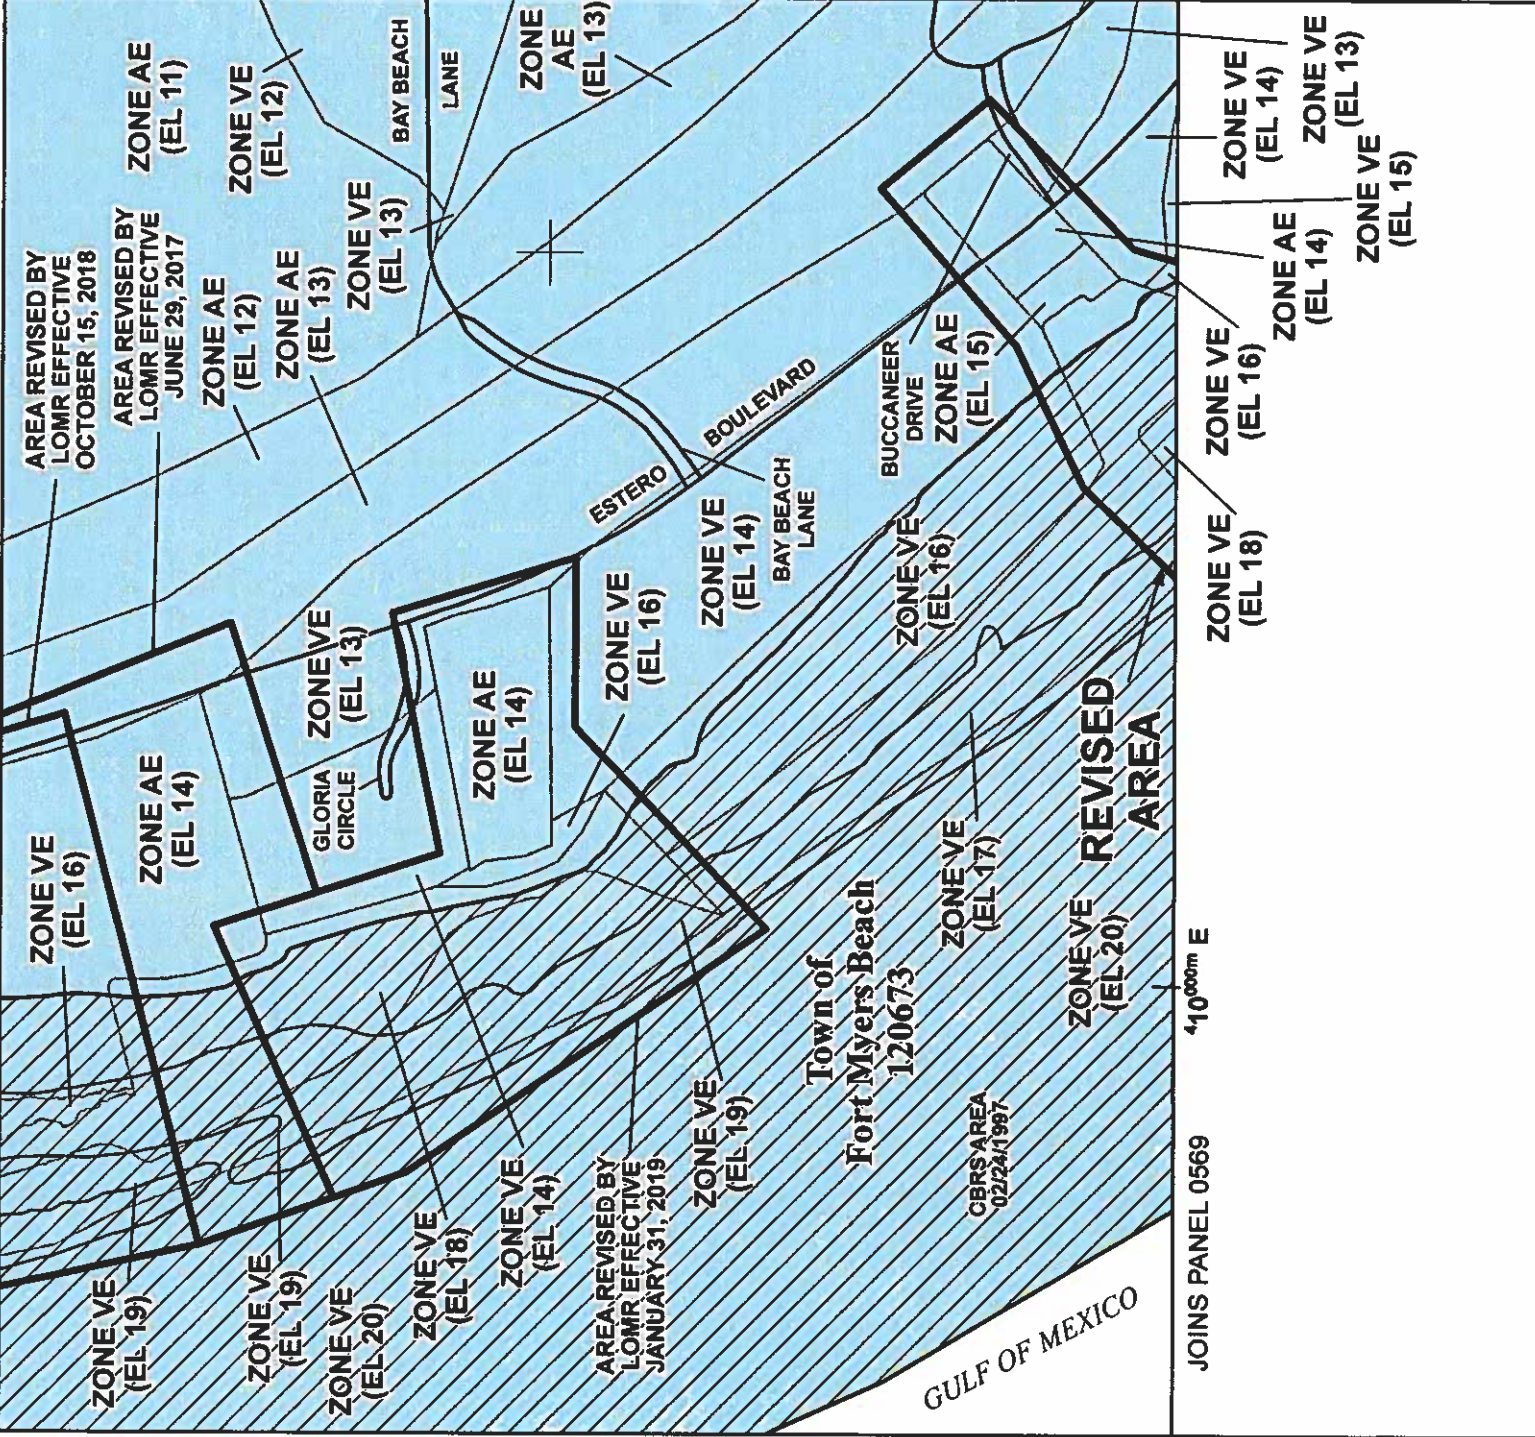 AREA REVISED BY
LOMR EFFECTIVE
OCTOBER 15, 2018
AREA REVISED BY
LOMR EFFECTIVE
JUNE 29, 2017
ZONE AE
(EL 11)
ZONE VE
(EL 12)
ZONE AE
(EL 12)
ZONE AE
(EL 13)
ZONE VE
(EL 13)
BAY BEACH
LANE
ZONE
AE
(EL 13)
ZONE VE
(EL 16)
ZONE AE
(EL 14)
ZONE VE
(EL 13)
GLORIA
CIRCLE
ZONE AE
(EL 14)
ESTERO
BOULEVARD
ZONE VE
(EL 16)
ZONE VE
(EL 14)
BAY BEACH
LANE
BUCCANEER
DRIVE
ZONE AE
(EL 15)
ZONE VE
(EL 16)
ZONE VE
(EL 14)
ZONE VE
(EL 13)
ZONE VE
(EL 15)
ZONE AE
(EL 14)
ZONE VE
(EL 16)
ZONE VE
(EL 18)
REVISED
AREA
ZONE VE
(EL 17)
ZONE VE
(EL 20)
Town of
Fort Myers Beach
120673
CBRS AREA
02/24/1997
ZONE VE
(EL 19)
ZONE VE
(EL 19)
ZONE VE
(EL 20)
ZONE VE
(EL 18)
ZONE VE
(EL 14)
AREA REVISED BY
LOMR EFFECTIVE
JANUARY 31, 2019
ZONE VE
(EL 19)
GULF OF MEXICO
JOINS PANEL 0569
410000m E